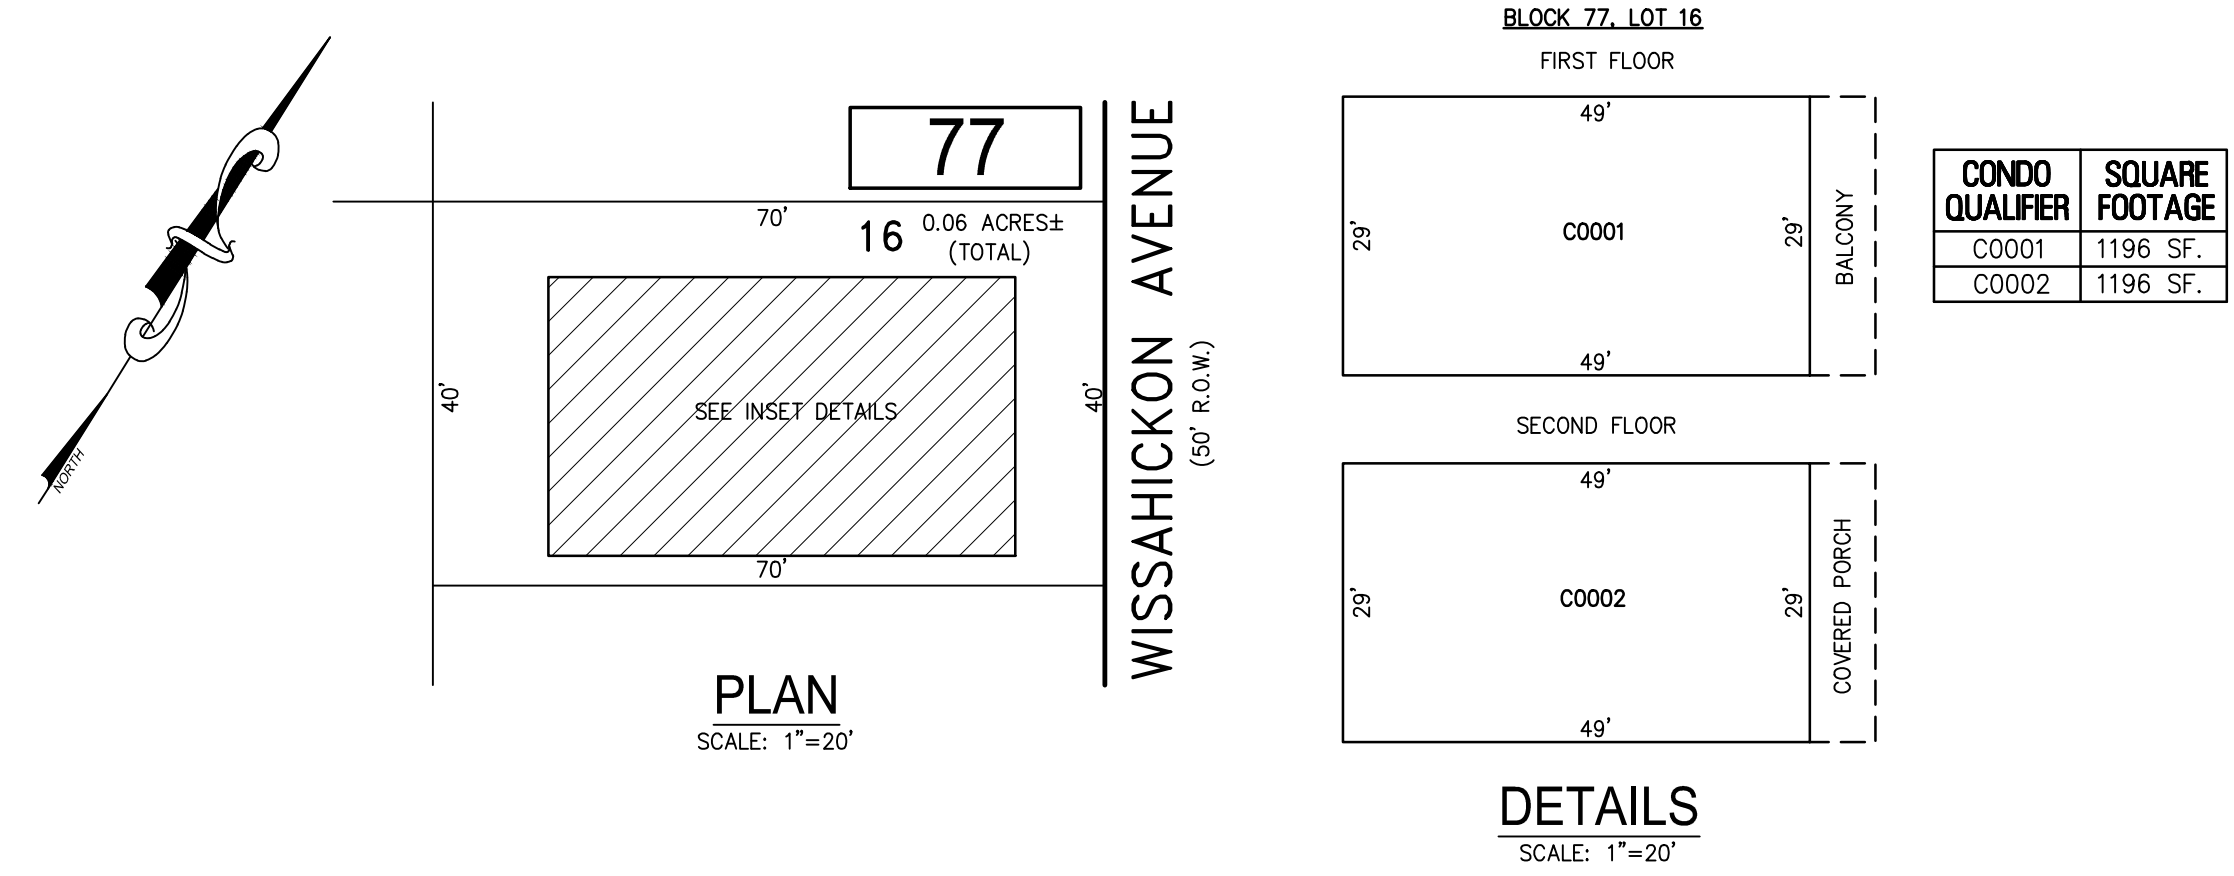 NORTH
77
70'
16
0.06 ACRES±
(TOTAL)
40'
SEE INSET DETAILS
40'
70'
WISSAHICKON AVENUE
(50' R.O.W.)
PLAN
SCALE: 1"=20'
BLOCK 77, LOT 16
FIRST FLOOR
49'
29'
C0001
29'
BALCONY
49'
SECOND FLOOR
49'
29'
C0002
29'
COVERED PORCH
49'
DETAILS
SCALE: 1"=20'
CONDO QUALIFIER
SQUARE FOOTAGE
C0001 1196 SF.
C0002 1196 SF.